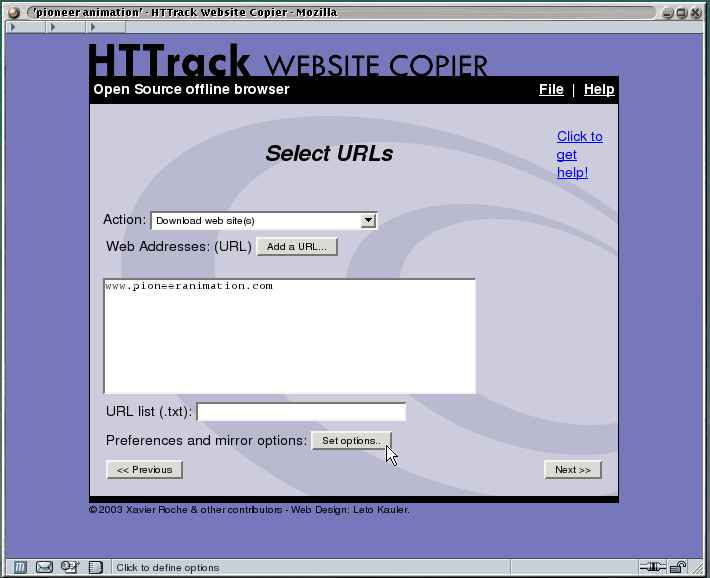 'pioneer animation' - HTTrack Website Copier - Mozilla
HTTrack WEBSITE COPIER
Open Source offline browser File | Help
Click to
get
help!
Select URLs
Action: Download web site(s)
Web Addresses: (URL) Add a URL...
www.pioneeranimation.com
URL list (.txt):
Preferences and mirror options: Set options..
<< Previous Next >>
© 2003 Xavier Roche & other contributors - Web Design: Leto Kauler.
Click to define options